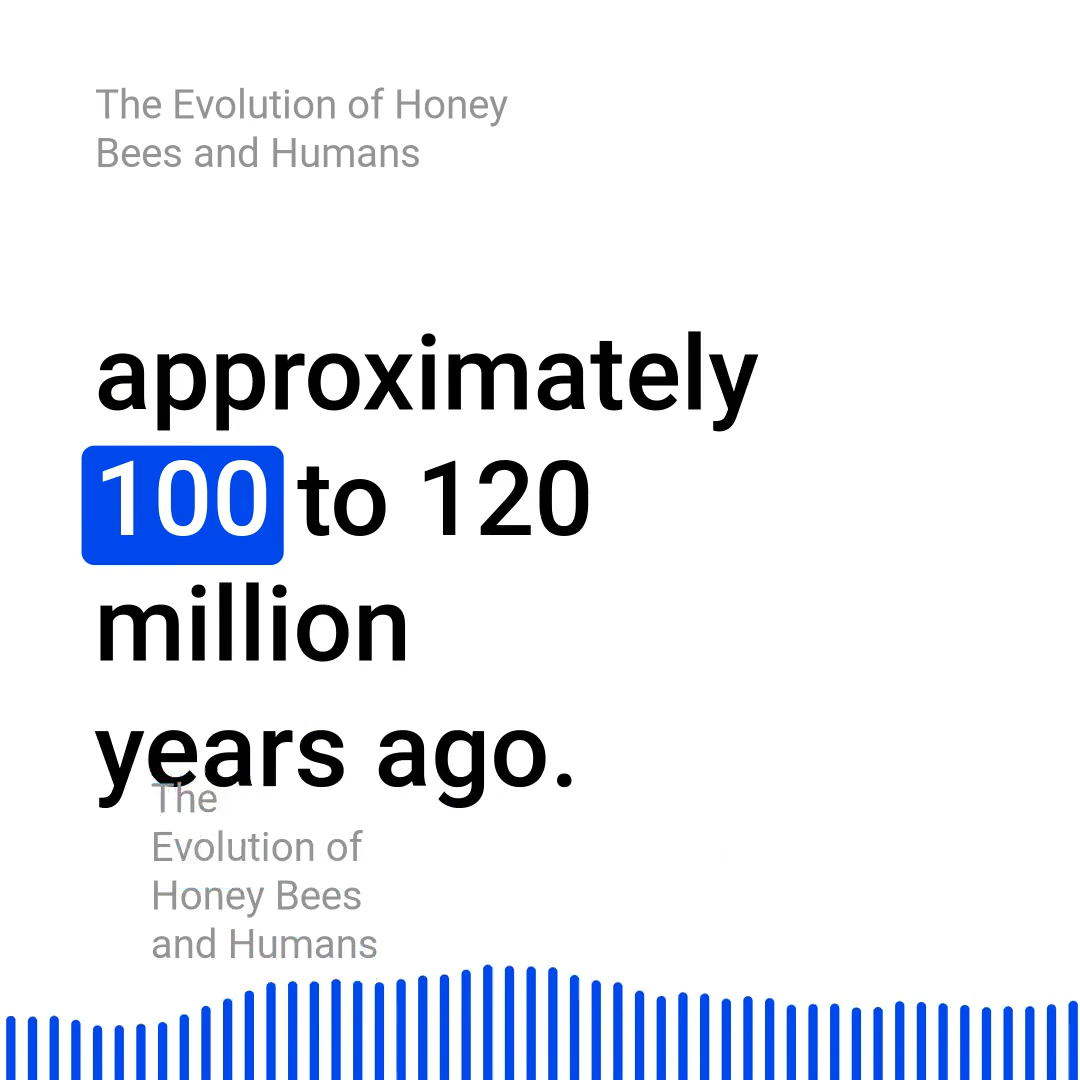 The Evolution of Honey
Bees and Humans
approximately
100 to 120
million
years ago.
The
Evolution of
Honey Bees
and Humans